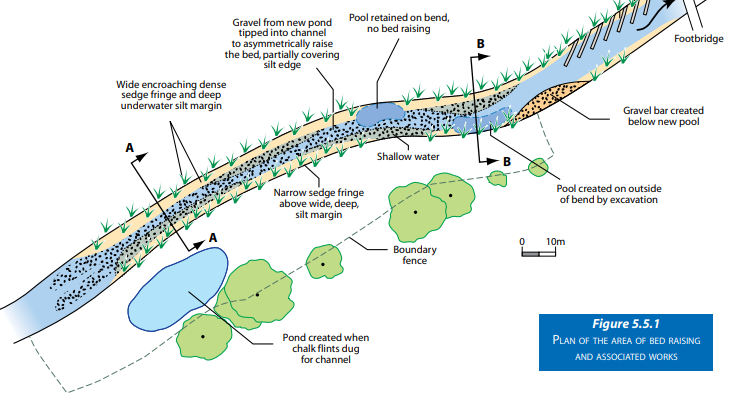 Gravel from new pond
tipped into channel
to asymmetrically raise
the bed, partially covering
silt edge
Pool retained on bend,
no bed raising
B
Footbridge
Wide encroaching dense
sedge fringe and deep
underwater silt margin
Gravel bar created
below new pool
A
Shallow water
B
Narrow sedge fringe
above wide, deep,
silt margin
Pool created on outside
of bend by excavation
A
Boundary
fence
0 10m
Pond created when
chalk flints dug
for channel
Figure 5.5.1
Plan of the area of bed raising
and associated works